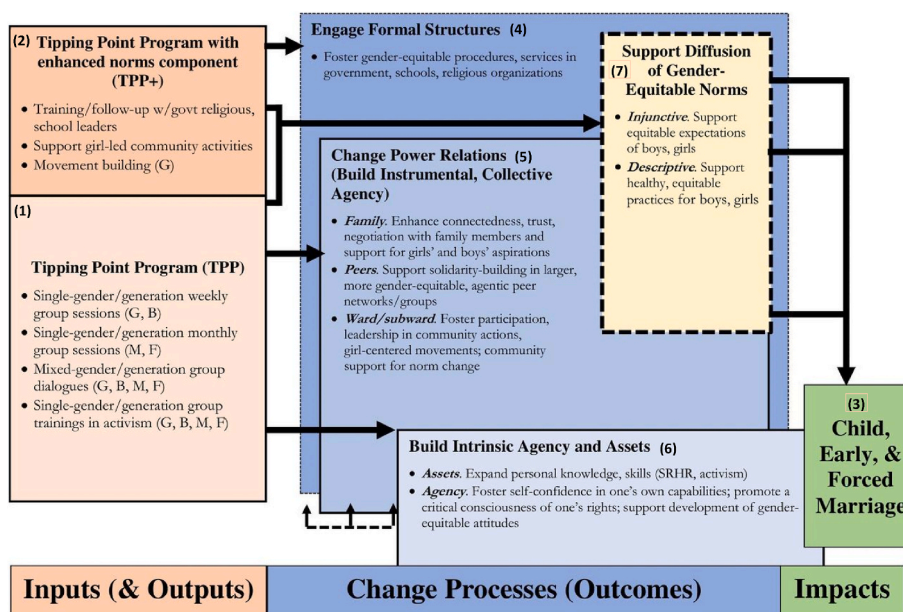 (2) Tipping Point Program with
enhanced norms component
(TPP+)
• Training/follow-up w/govt religious,
school leaders
• Support girl-led community activities
• Movement building (G)
(1)
Tipping Point Program (TPP)
• Single-gender/generation weekly
group sessions (G, B)
• Single-gender/generation monthly
group sessions (M, F)
• Mixed-gender/generation group
dialogues (G, B, M, F)
• Single-gender/generation group
trainings in activism (G, B, M, F)
Engage Formal Structures (4)
• Foster gender-equitable procedures, services in
government, schools, religious organizations
Change Power Relations (5)
(Build Instrumental, Collective
Agency)
• Family. Enhance connectedness, trust,
negotiation with family members and
support for girls' and boys' aspirations
• Peers. Support solidarity-building in larger,
more gender-equitable, agentic peer
networks/groups
• Ward/subward. Foster participation,
leadership in community actions,
girl-centered movements; community
support for norm change
Support Diffusion
(7) of Gender-
Equitable Norms
• Injunctive. Support
equitable expectations
of boys, girls
• Descriptive. Support
healthy, equitable
practices for boys, girls
Build Intrinsic Agency and Assets (6)
• Assets. Expand personal knowledge, skills (SRHR, activism)
• Agency. Foster self-confidence in one's own capabilities; promote a
critical consciousness of one's rights; support development of gender-
equitable attitudes
(3)
Child,
Early, &
Forced
Marriage
Inputs (& Outputs)
Change Processes (Outcomes)
Impacts